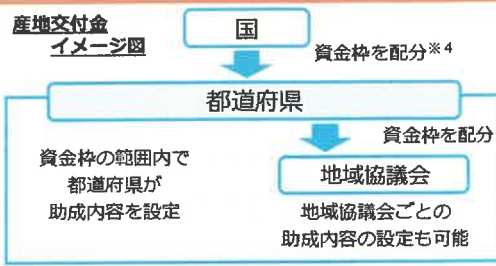 産地交付金
イメージ図
国
資金枠を配分※4
都道府県
資金枠を配分
資金枠の範囲内で
都道府県が
助成内容を設定
地域協議会
地域協議会ごとの
助成内容の設定も可能